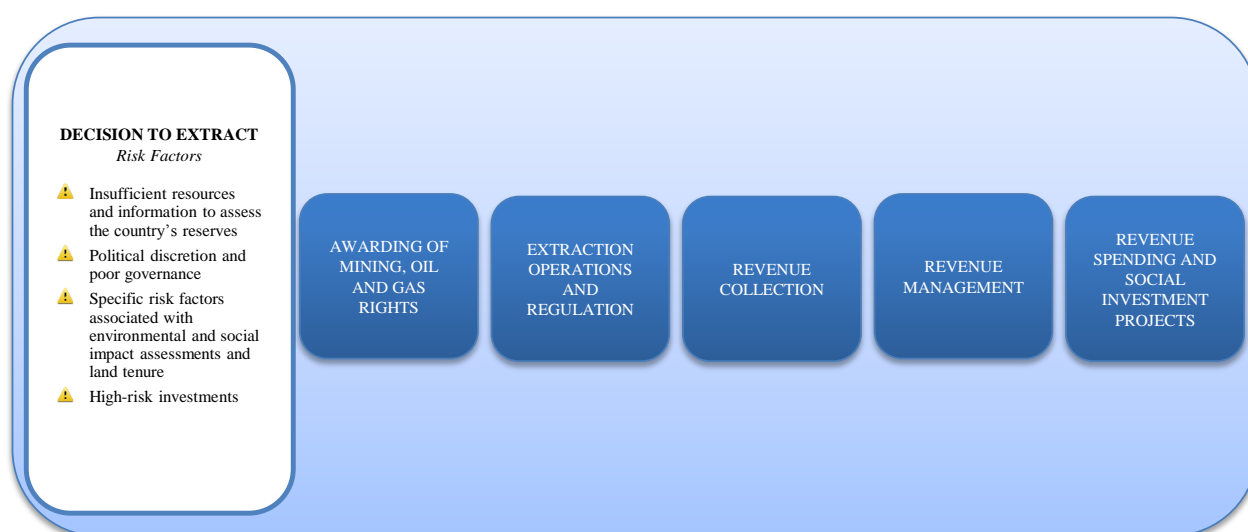 DECISION TO EXTRACT
Risk Factors
Insufficient resources
and information to assess
the country's reserves
Political discretion and
poor governance
Specific risk factors
associated with
environmental and social
impact assessments and
land tenure
High-risk investments
AWARDING OF
MINING, OIL
AND GAS
RIGHTS
EXTRACTION
OPERATIONS
AND
REGULATION
REVENUE
COLLECTION
REVENUE
MANAGEMENT
REVENUE
SPENDING AND
SOCIAL
INVESTMENT
PROJECTS